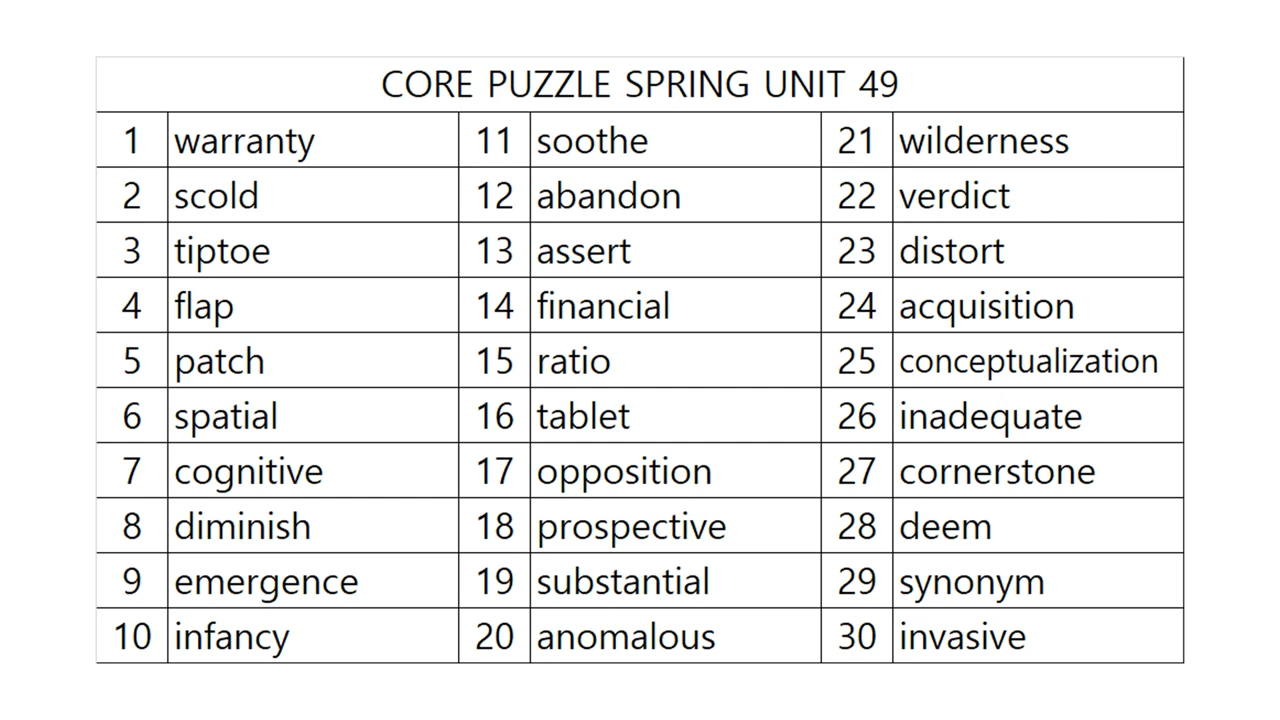 CORE PUZZLE SPRING UNIT 49
1 warranty 11 soothe 21 wilderness
2 scold 12 abandon 22 verdict
3 tiptoe 13 assert 23 distort
4 flap 14 financial 24 acquisition
5 patch 15 ratio 25 conceptualization
6 spatial 16 tablet 26 inadequate
7 cognitive 17 opposition 27 cornerstone
8 diminish 18 prospective 28 deem
9 emergence 19 substantial 29 synonym
10 infancy 20 anomalous 30 invasive